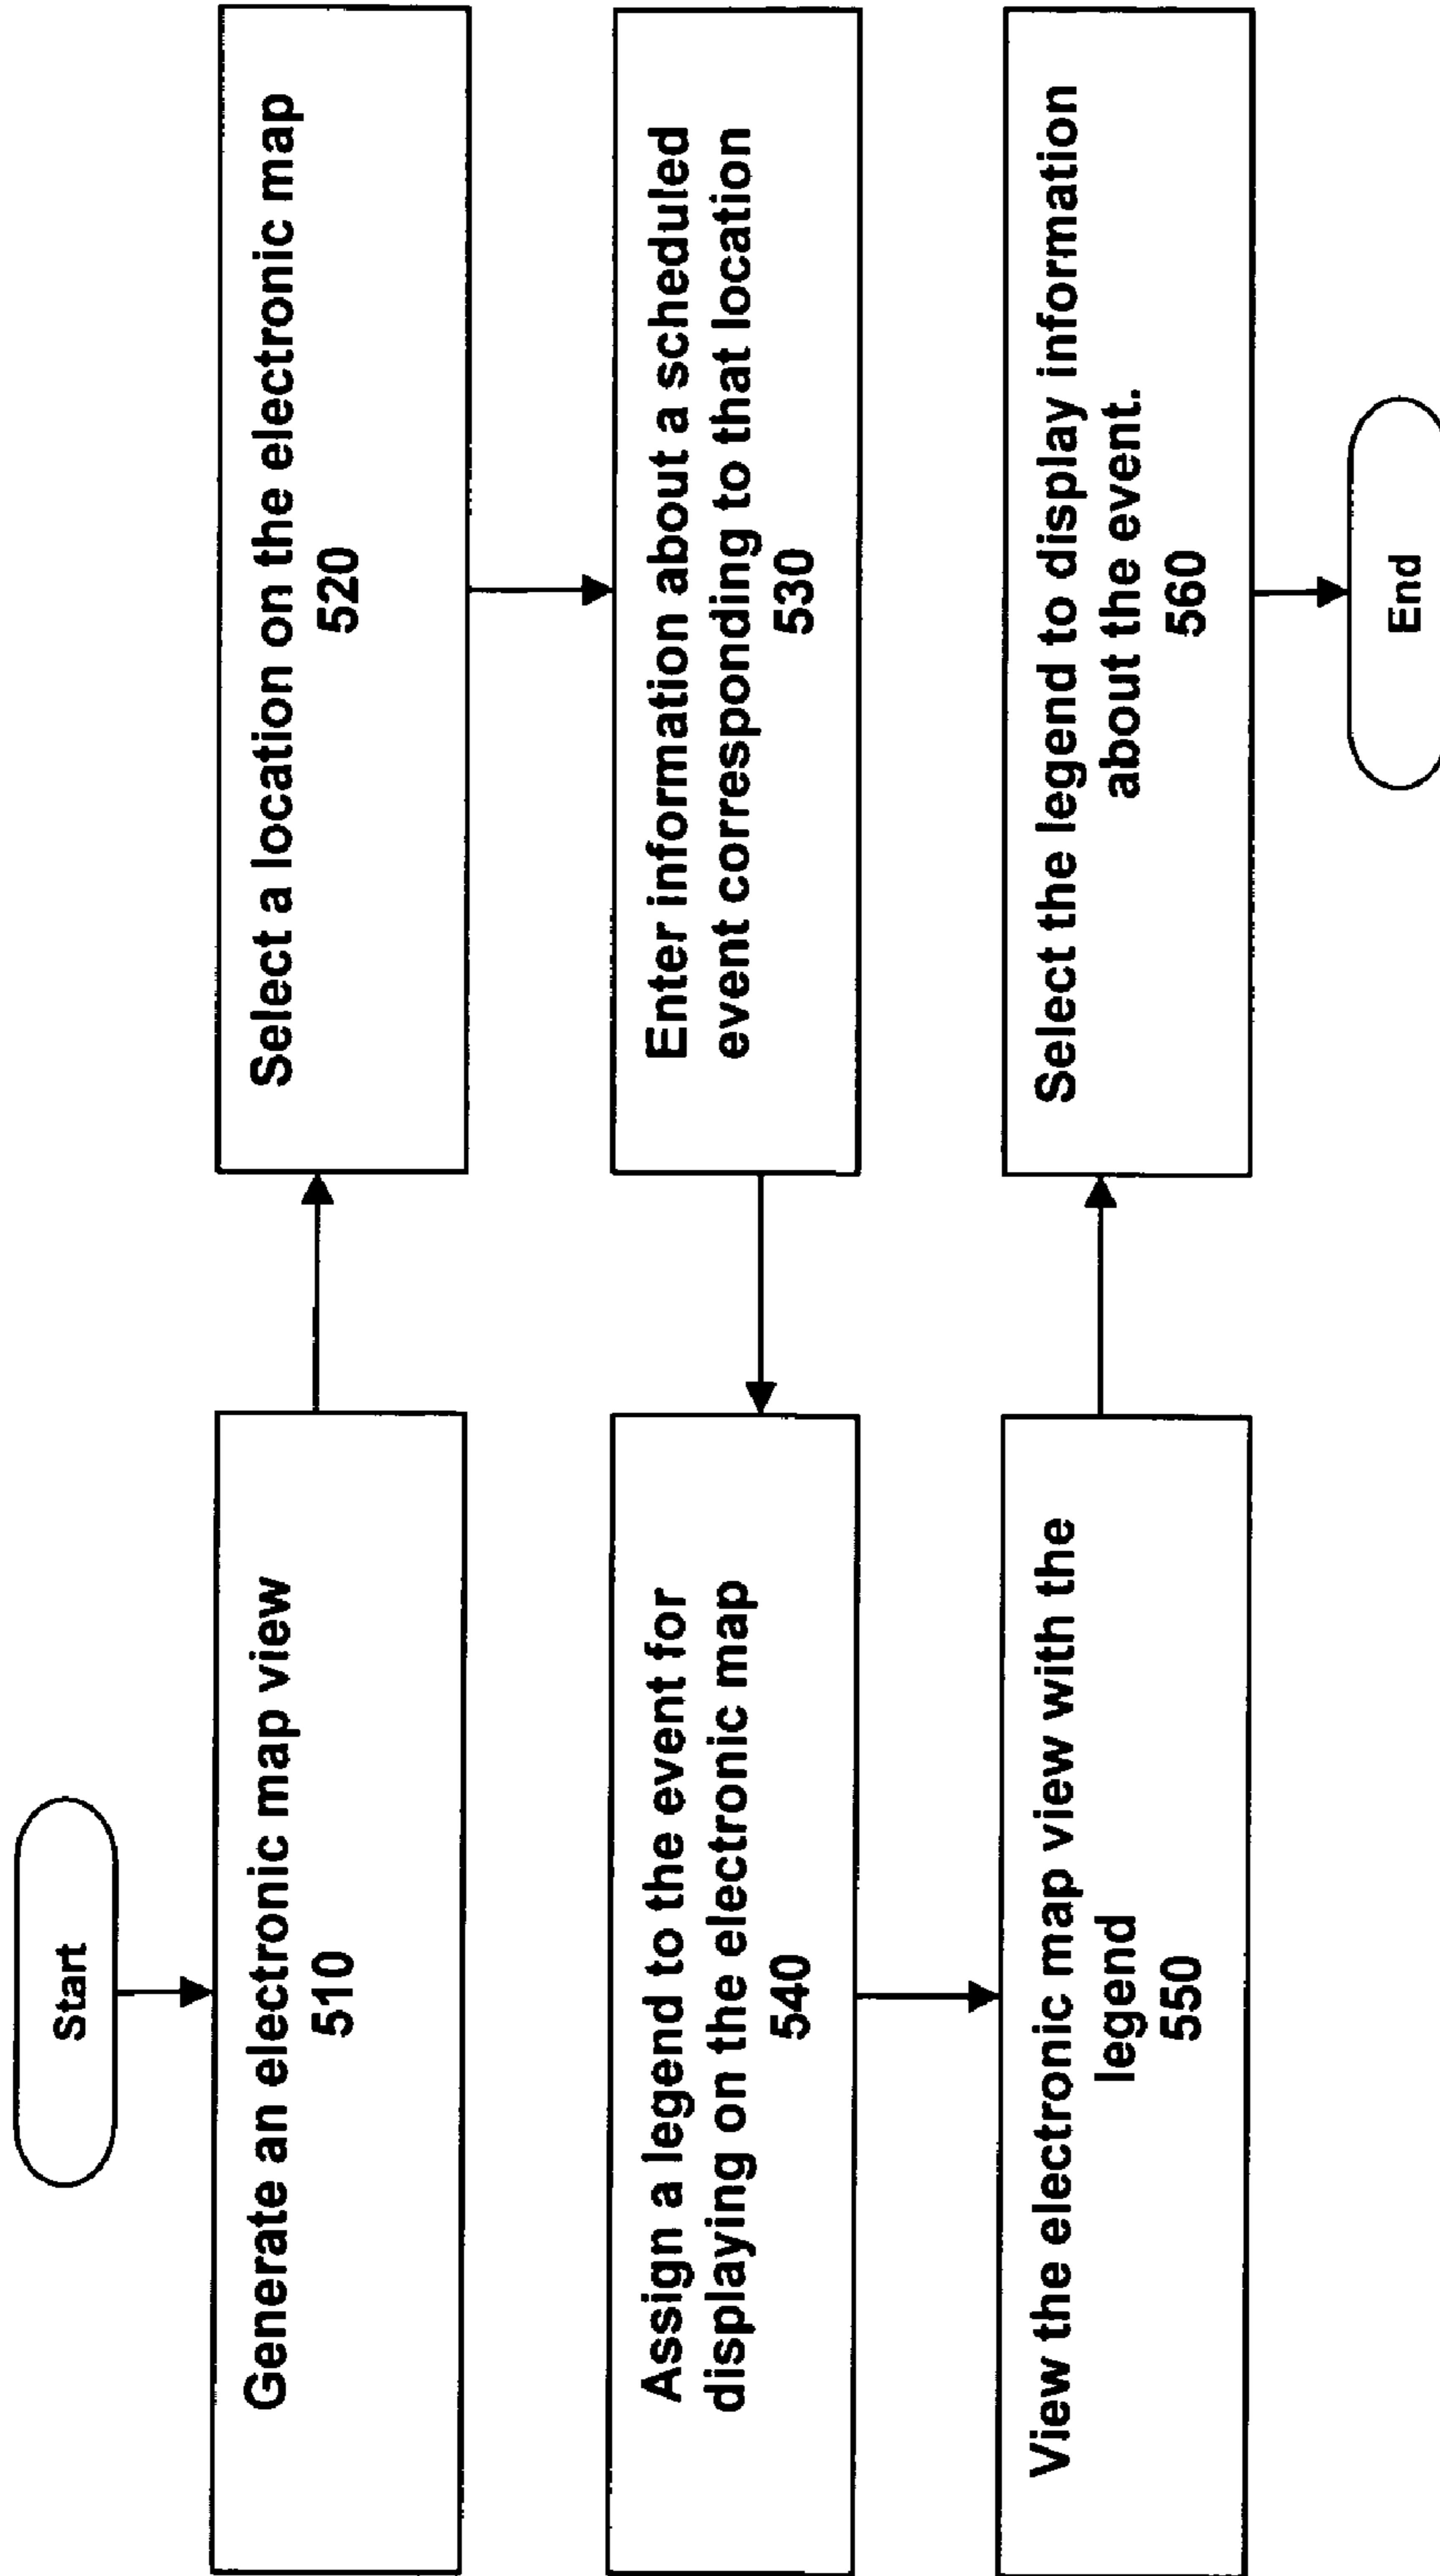 Start
Generate an electronic map view
510
Select a location on the electronic map
520
Enter information about a scheduled
event corresponding to that location
530
Assign a legend to the event for
displaying on the electronic map
540
View the electronic map view with the
legend
550
Select the legend to display information
about the event.
560
End